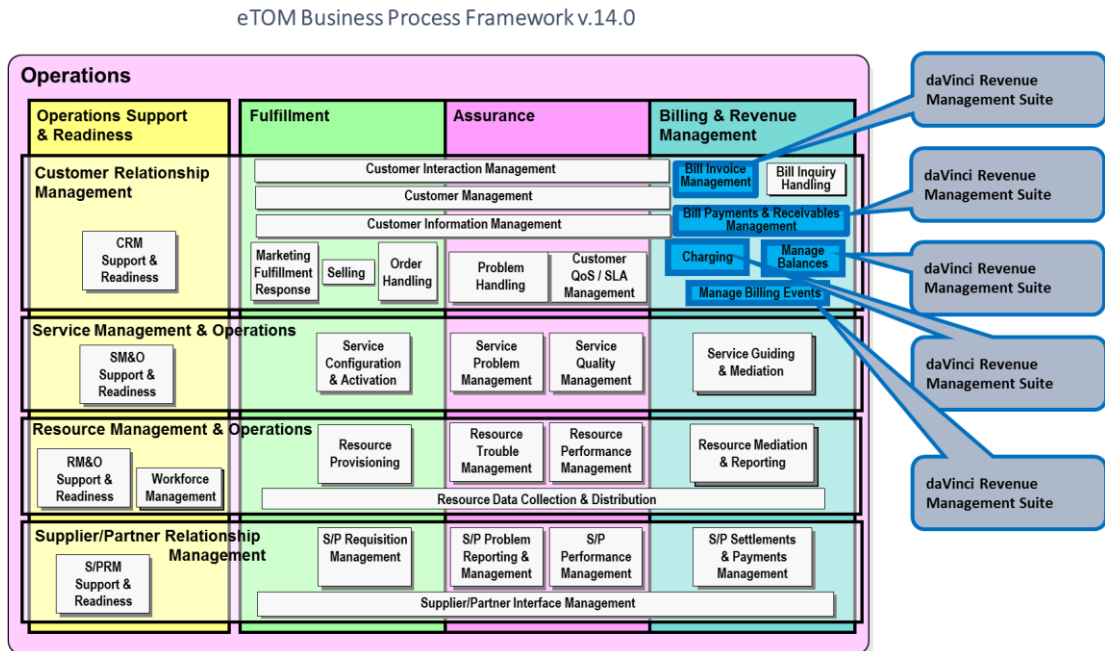 eTOM Business Process Framework v.14.0
Operations
Operations Support
& Readiness
Fulfillment
Assurance
Billing & Revenue
Management
Customer Relationship
Management
Customer Interaction Management
Customer Management
Customer Information Management
Bill Invoice
Management
Bill Inquiry
Handling
Bill Payments & Receivables
Management
CRM
Support &
Readiness
Marketing
Fulfillment
Response
Selling
Order
Handling
Problem
Handling
Customer
QoS / SLA
Management
Charging
Manage
Balances
Manage Billing Events
Service Management & Operations
SM&O
Support &
Readiness
Service
Configuration
& Activation
Service
Problem
Management
Service
Quality
Management
Service Guiding
& Mediation
Resource Management & Operations
RM&O
Support &
Readiness
Workforce
Management
Resource
Provisioning
Resource
Trouble
Management
Resource
Performance
Management
Resource Mediation
& Reporting
Resource Data Collection & Distribution
Supplier/Partner Relationship
Management
S/PRM
Support &
Readiness
S/P Requisition
Management
S/P Problem
Reporting &
Management
S/P
Performance
Management
S/P Settlements
& Payments
Management
Supplier/Partner Interface Management
daVinci Revenue
Management Suite
daVinci Revenue
Management Suite
daVinci Revenue
Management Suite
daVinci Revenue
Management Suite
daVinci Revenue
Management Suite